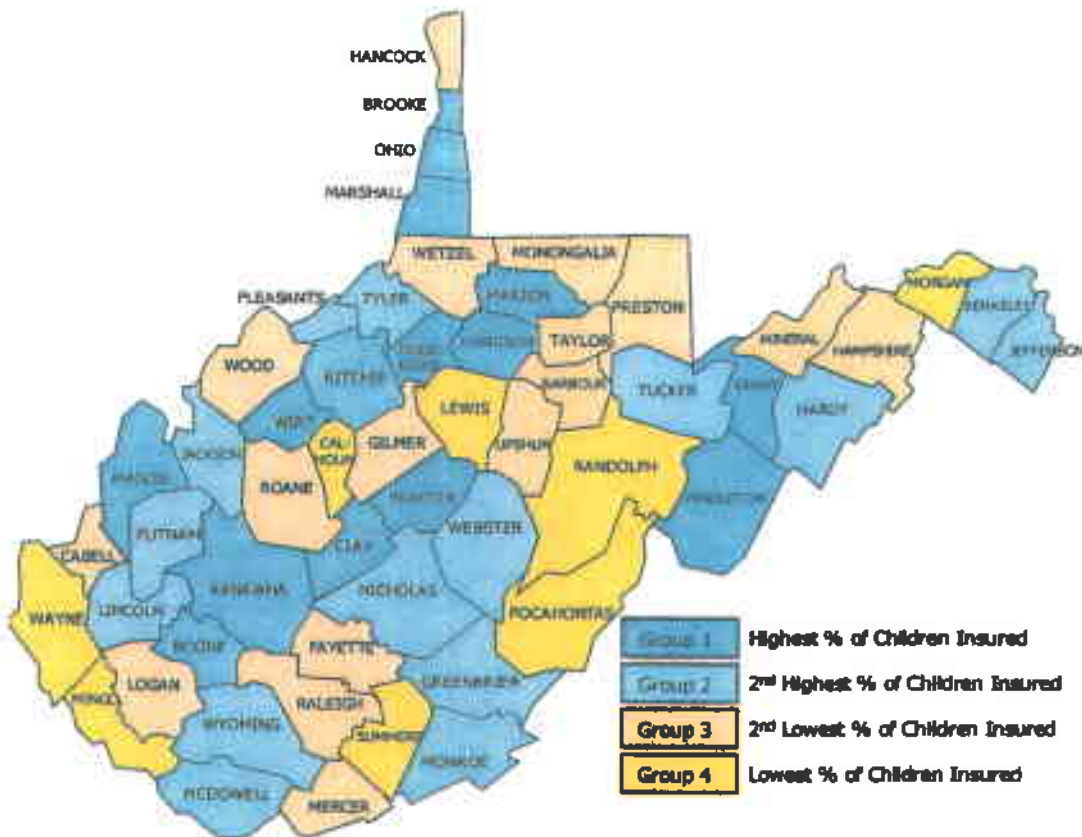 HANCOCK
BROOKE
OHIO
MARSHALL
WETZEL
MONONGALIA
MORGAN
BERKELEY
PLEASANTS
TYLER
MARION
PRESTON
JEFFERSON
MINERAL
HAMPSHIRE
WOOD
HARRISON
TAYLOR
RITCHIE
BARBOUR
TUCKER
GRANT
HARDY
LEWIS
WIRT
GILMER
UPSHUR
CAL-
HOUN
JACKSON
RANDOLPH
ROANE
MASON
BRAXTON
PENDLETON
WEBSTER
PUTNAM
CLAY
CABELL
KANAWHA
NICHOLAS
LINCOLN
WAYNE
POCAHONTAS
BOONE
FAYETTE
Group 1 Highest % of Children Insured
LOGAN
GREENBRIER
Group 2 2nd Highest % of Children Insured
MINGO
RALEIGH
WYOMING
SUMMERS
Group 3 2nd Lowest % of Children Insured
MONROE
Group 4 Lowest % of Children Insured
MCDOWELL
MERCER